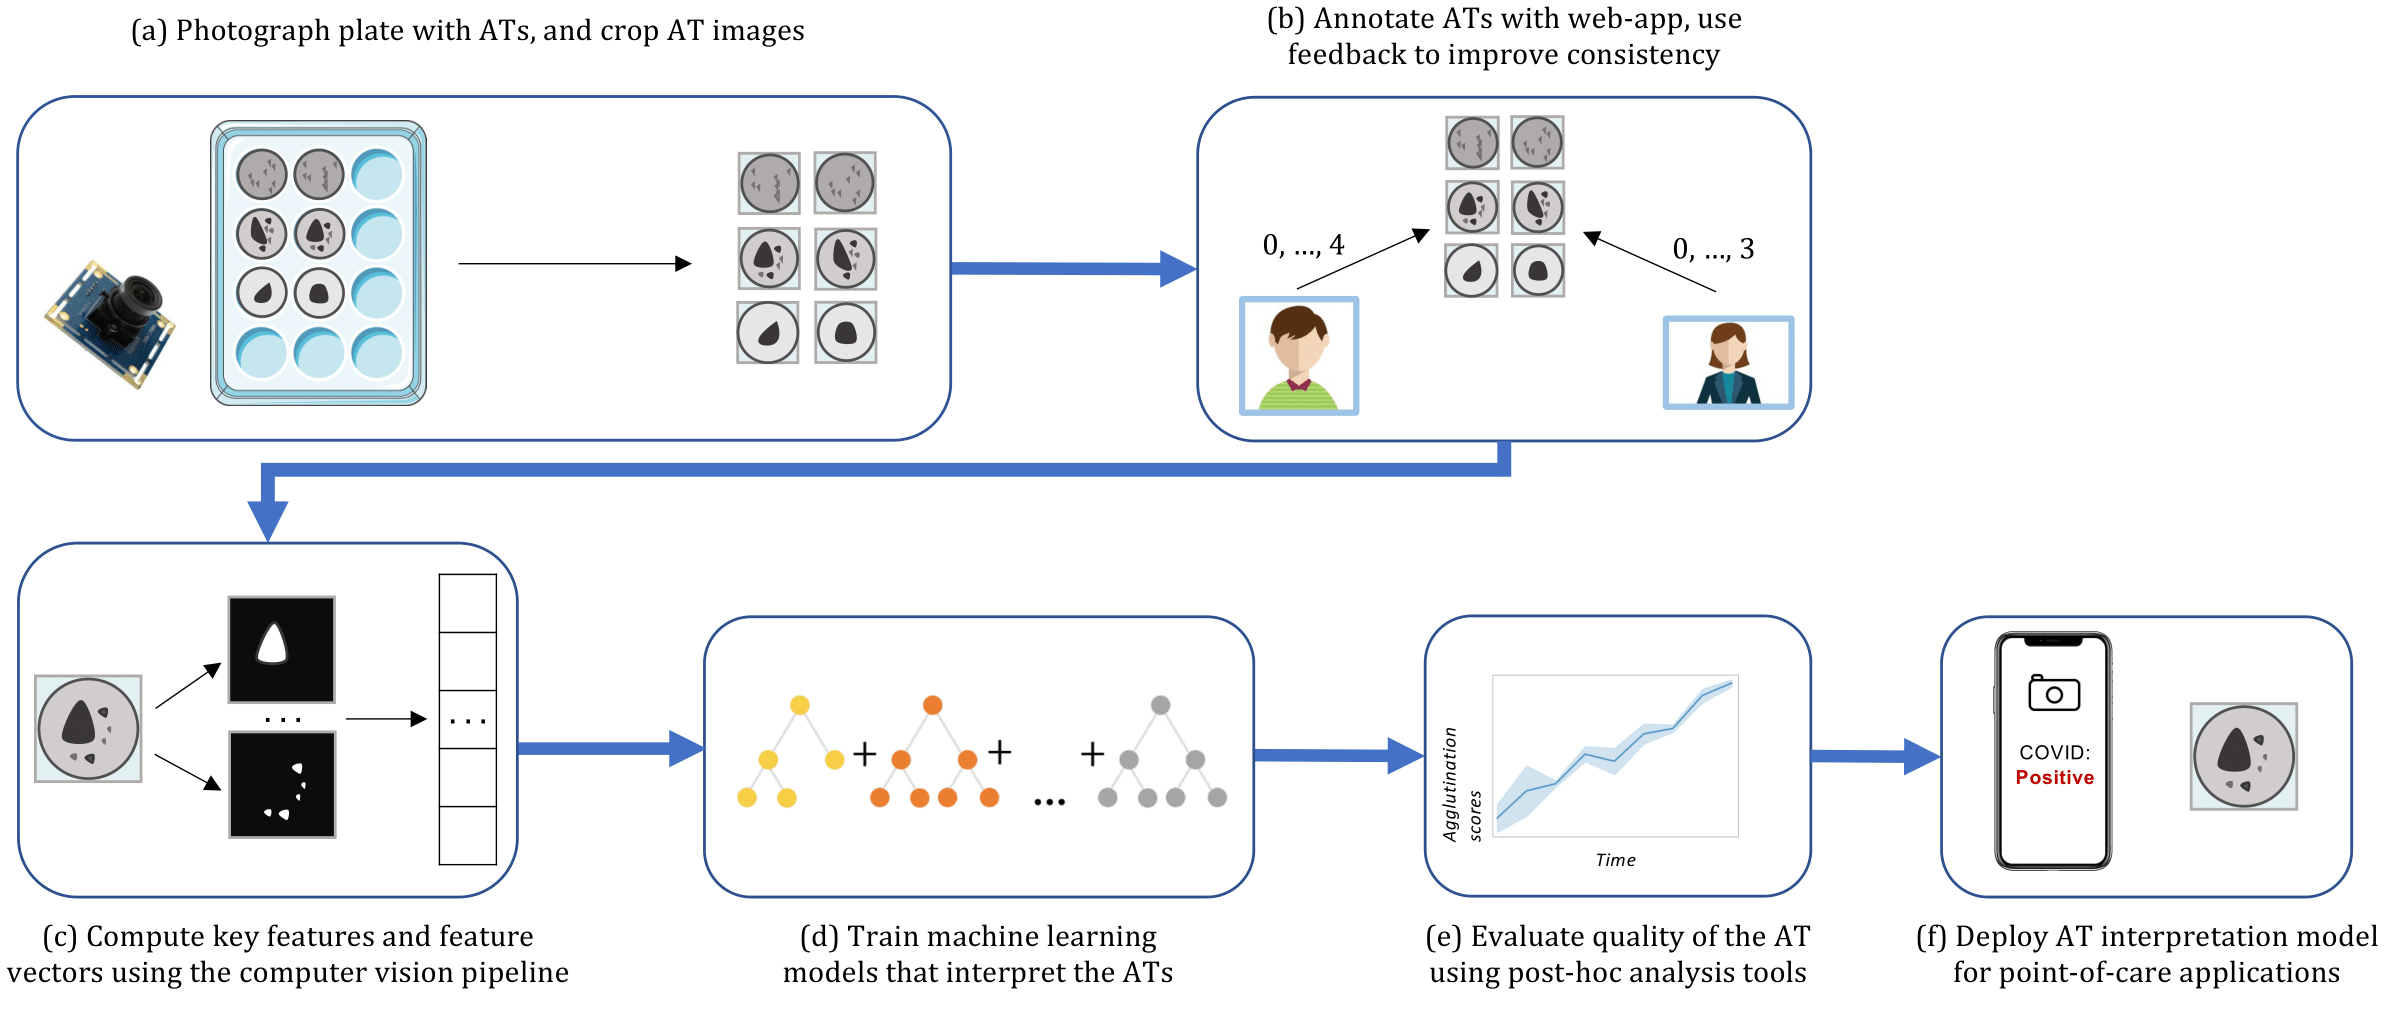 (a) Photograph plate with ATs, and crop AT images
(b) Annotate ATs with web-app, use
feedback to improve consistency
0, ..., 4
0, ..., 3
...
...
+
+
+
...
Agglutination
scores
Time
COVID:
Positive
(c) Compute key features and feature
vectors using the computer vision pipeline
(d) Train machine learning
models that interpret the ATs
(e) Evaluate quality of the AT
using post-hoc analysis tools
(f) Deploy AT interpretation model
for point-of-care applications